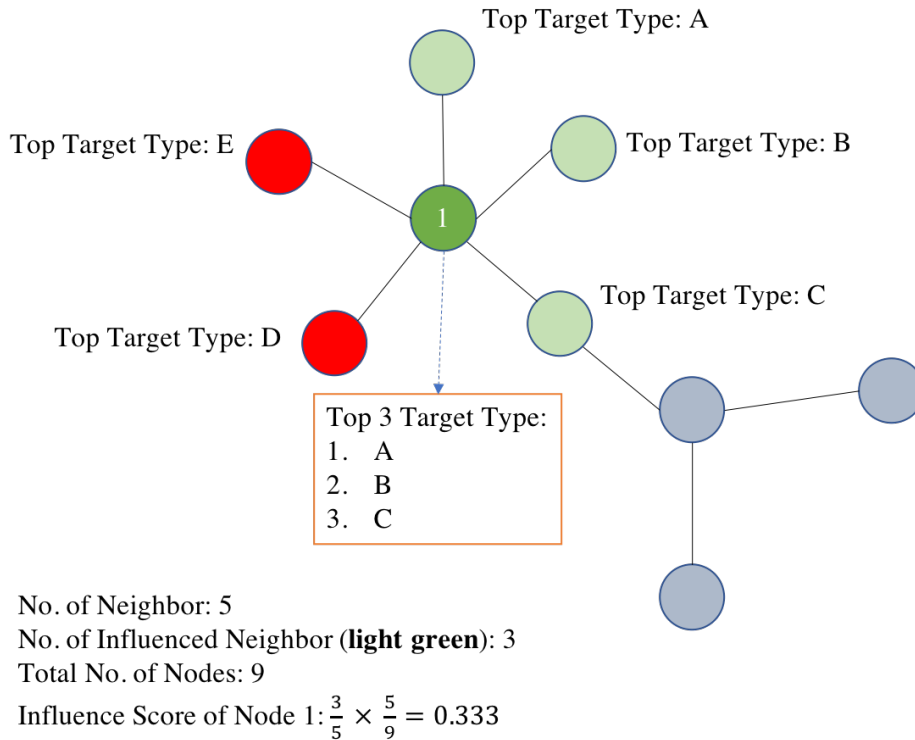 Top Target Type: A
Top Target Type: E
Top Target Type: B
1
Top Target Type: C
Top Target Type: D
Top 3 Target Type:
1. A
2. B
3. C
No. of Neighbor: 5
No. of Influenced Neighbor (light green): 3
Total No. of Nodes: 9
Influence Score of Node 1: 3/5 × 5/9 = 0.333